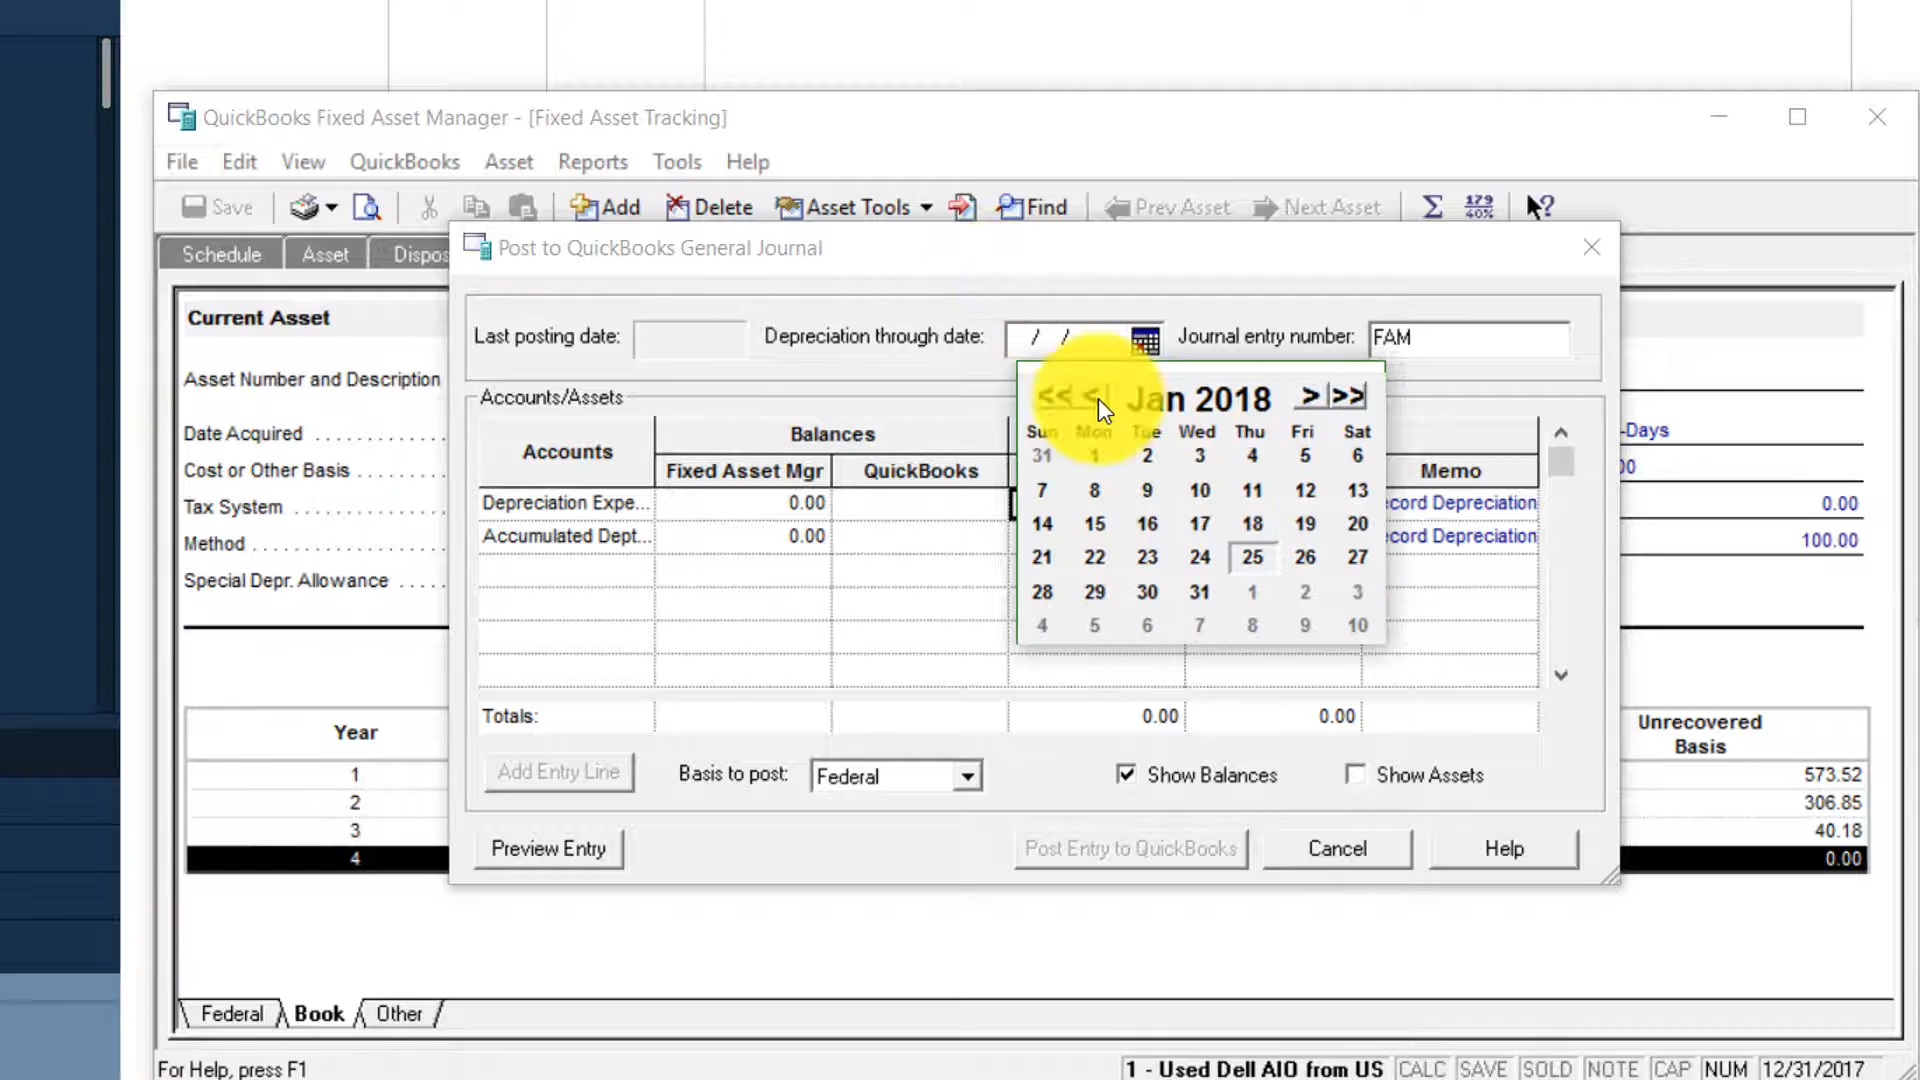 QuickBooks Fixed Asset Manager - [Fixed Asset Tracking]
File Edit View QuickBooks Asset Reports Tools Help
Save Add Delete Asset Tools Find Prev Asset Next Asset Σ 179 40% ?
Schedule Asset Dispos
Post to QuickBooks General Journal
Current Asset
Last posting date: Depreciation through date: / / Journal entry number: FAM
Asset Number and Description
Accounts/Assets
<< < Jan 2018 > >>
Date Acquired
Accounts Balances
Sun Mon Tue Wed Thu Fri Sat
-Days
Cost or Other Basis
Fixed Asset Mgr QuickBooks Memo
31 1 2 3 4 5 6
00
Tax System
Depreciation Expe... 0.00
7 8 9 10 11 12 13
ecord Depreciation
0.00
Method
Accumulated Dept... 0.00
14 15 16 17 18 19 20
ecord Depreciation
100.00
Special Depr. Allowance
21 22 23 24 25 26 27
28 29 30 31 1 2 3
4 5 6 7 8 9 10
Totals: 0.00 0.00
Year
Unrecovered
Basis
Add Entry Line Basis to post: Federal Show Balances Show Assets
1 573.52
2 306.85
3 40.18
4 0.00
Preview Entry Post Entry to QuickBooks Cancel Help
Federal Book Other
For Help, press F1 1 - Used Dell AIO from US CALC SAVE SOLD NOTE CAP NUM 12/31/2017